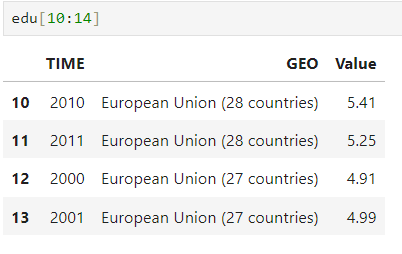 edu[10:14]
TIME GEO Value
10 2010 European Union (28 countries) 5.41
11 2011 European Union (28 countries) 5.25
12 2000 European Union (27 countries) 4.91
13 2001 European Union (27 countries) 4.99